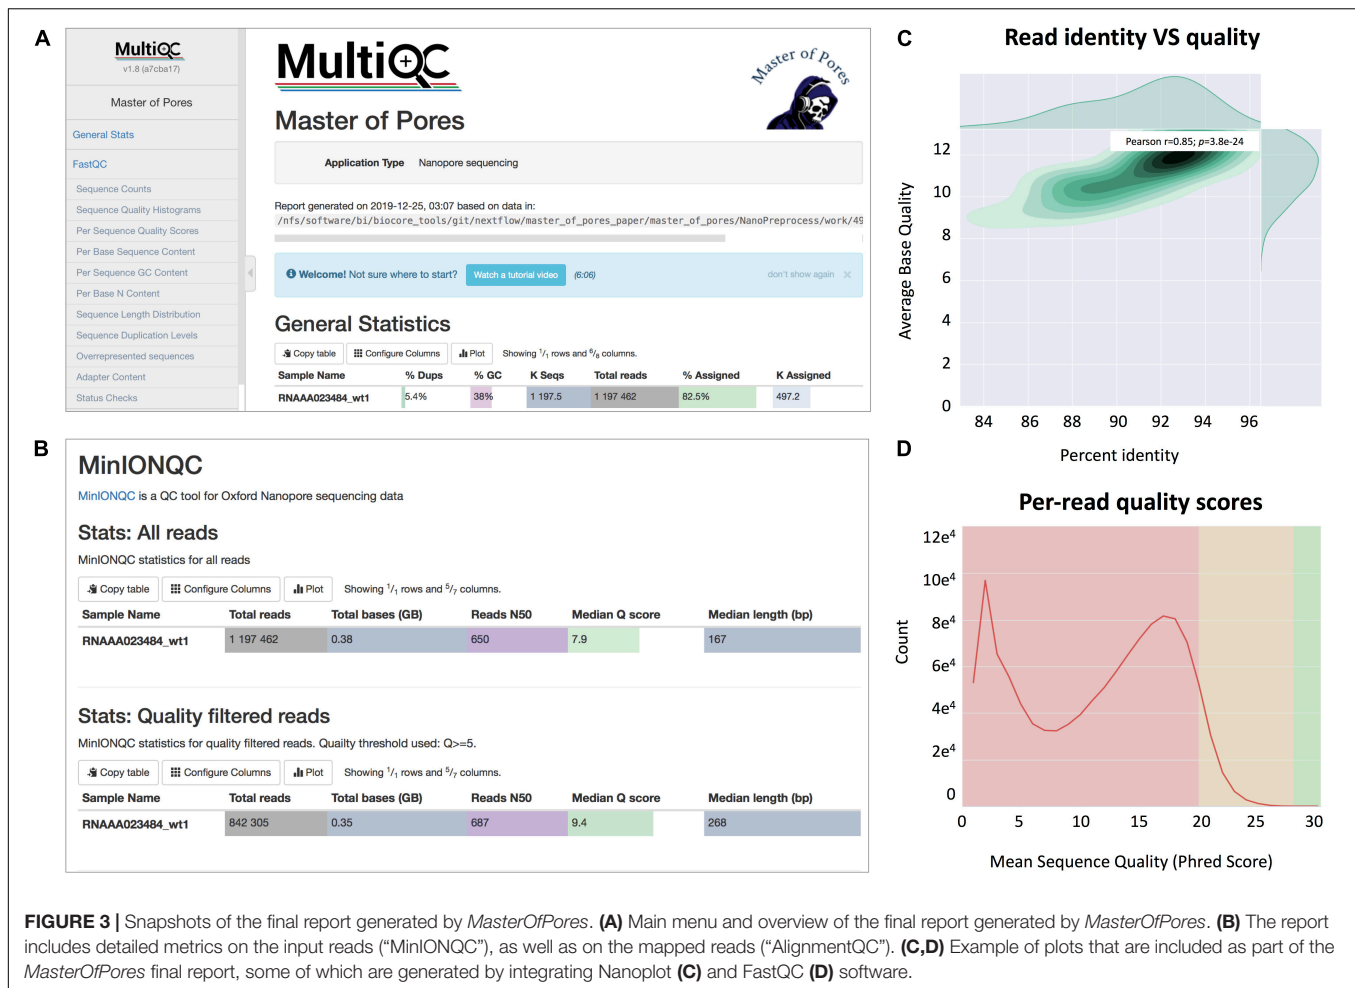 A
MultiQC
v1.8 (a7cba17)
Master of Pores
General Stats
FastQC
Sequence Counts
Sequence Quality Histograms
Per Sequence Quality Scores
Per Base Sequence Content
Per Sequence GC Content
Per Base N Content
Sequence Length Distribution
Sequence Duplication Levels
Overrepresented sequences
Adapter Content
Status Checks
MultiQC
Master of Pores
Master of Pores
Application Type Nanopore sequencing
Report generated on 2019-12-25, 03:07 based on data in:
/nfs/software/bi/biocore_tools/git/nextflow/master_of_pores_paper/master_of_pores/NanoPreprocess/work/49
Welcome! Not sure where to start? Watch a tutorial video (6:06) don't show again ×
General Statistics
Copy table Configure Columns Plot Showing 1/1 rows and 6/8 columns.
Sample Name % Dups % GC K Seqs Total reads % Assigned K Assigned
RNAAA023484_wt1 5.4% 38% 1 197.5 1 197 462 82.5% 497.2
B
MinIONQC
MinIONQC is a QC tool for Oxford Nanopore sequencing data
Stats: All reads
MinIONQC statistics for all reads
Copy table Configure Columns Plot Showing 1/1 rows and 5/7 columns.
Sample Name Total reads Total bases (GB) Reads N50 Median Q score Median length (bp)
RNAAA023484_wt1 1 197 462 0.38 650 7.9 167
Stats: Quality filtered reads
MinIONQC statistics for quality filtered reads. Quailty threshold used: Q>=5.
Copy table Configure Columns Plot Showing 1/1 rows and 5/7 columns.
Sample Name Total reads Total bases (GB) Reads N50 Median Q score Median length (bp)
RNAAA023484_wt1 842 305 0.35 687 9.4 268
C
Read identity VS quality
Pearson r=0.85; p=3.8e-24
Average Base Quality
12
10
8
6
4
2
0
84 86 88 90 92 94 96
Percent identity
D
Per-read quality scores
Count
12e4
10e4
8e4
6e4
4e4
2e4
0
0 5 10 15 20 25 30
Mean Sequence Quality (Phred Score)
FIGURE 3 | Snapshots of the final report generated by MasterOfPores. (A) Main menu and overview of the final report generated by MasterOfPores. (B) The report
includes detailed metrics on the input reads (“MinIONQC”), as well as on the mapped reads (“AlignmentQC”). (C,D) Example of plots that are included as part of the
MasterOfPores final report, some of which are generated by integrating Nanoplot (C) and FastQC (D) software.